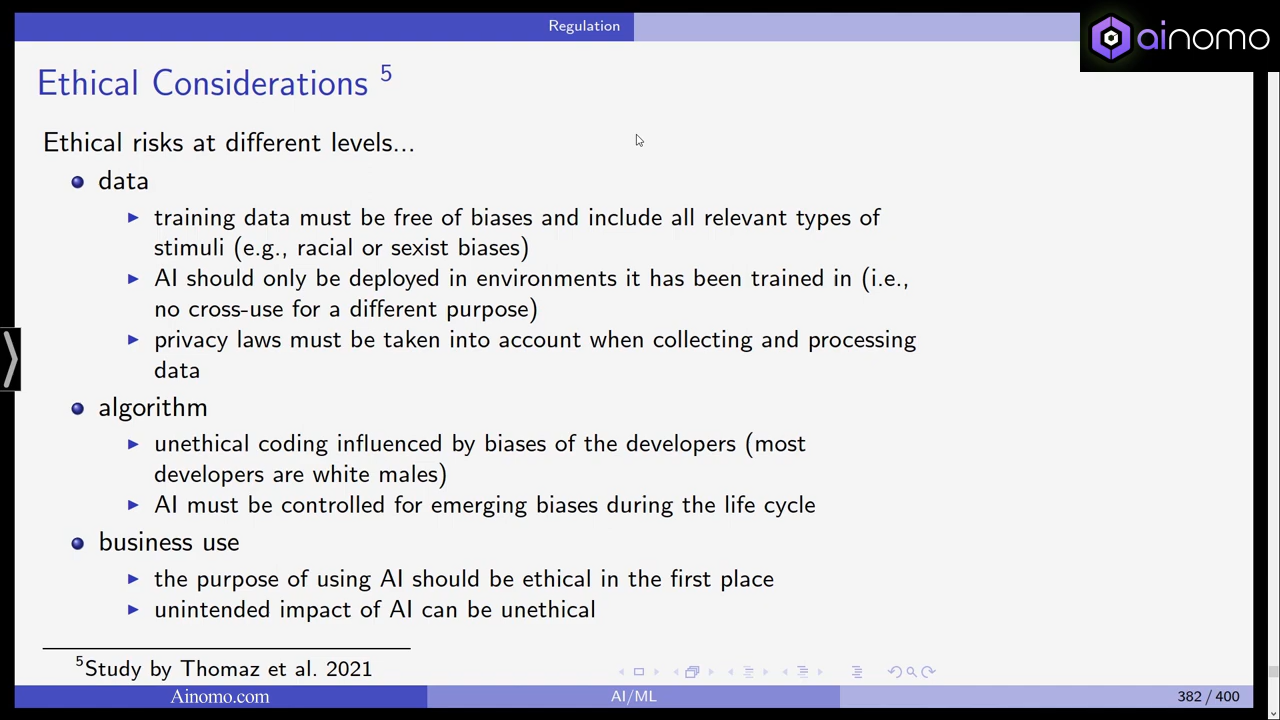 Regulation
ainomo
Ethical Considerations 5
Ethical risks at different levels...
data
training data must be free of biases and include all relevant types of
stimuli (e.g., racial or sexist biases)
AI should only be deployed in environments it has been trained in (i.e.,
no cross-use for a different purpose)
privacy laws must be taken into account when collecting and processing
data
algorithm
unethical coding influenced by biases of the developers (most
developers are white males)
AI must be controlled for emerging biases during the life cycle
business use
the purpose of using AI should be ethical in the first place
unintended impact of AI can be unethical
5Study by Thomaz et al. 2021
Ainomo.com
AI/ML
382 / 400